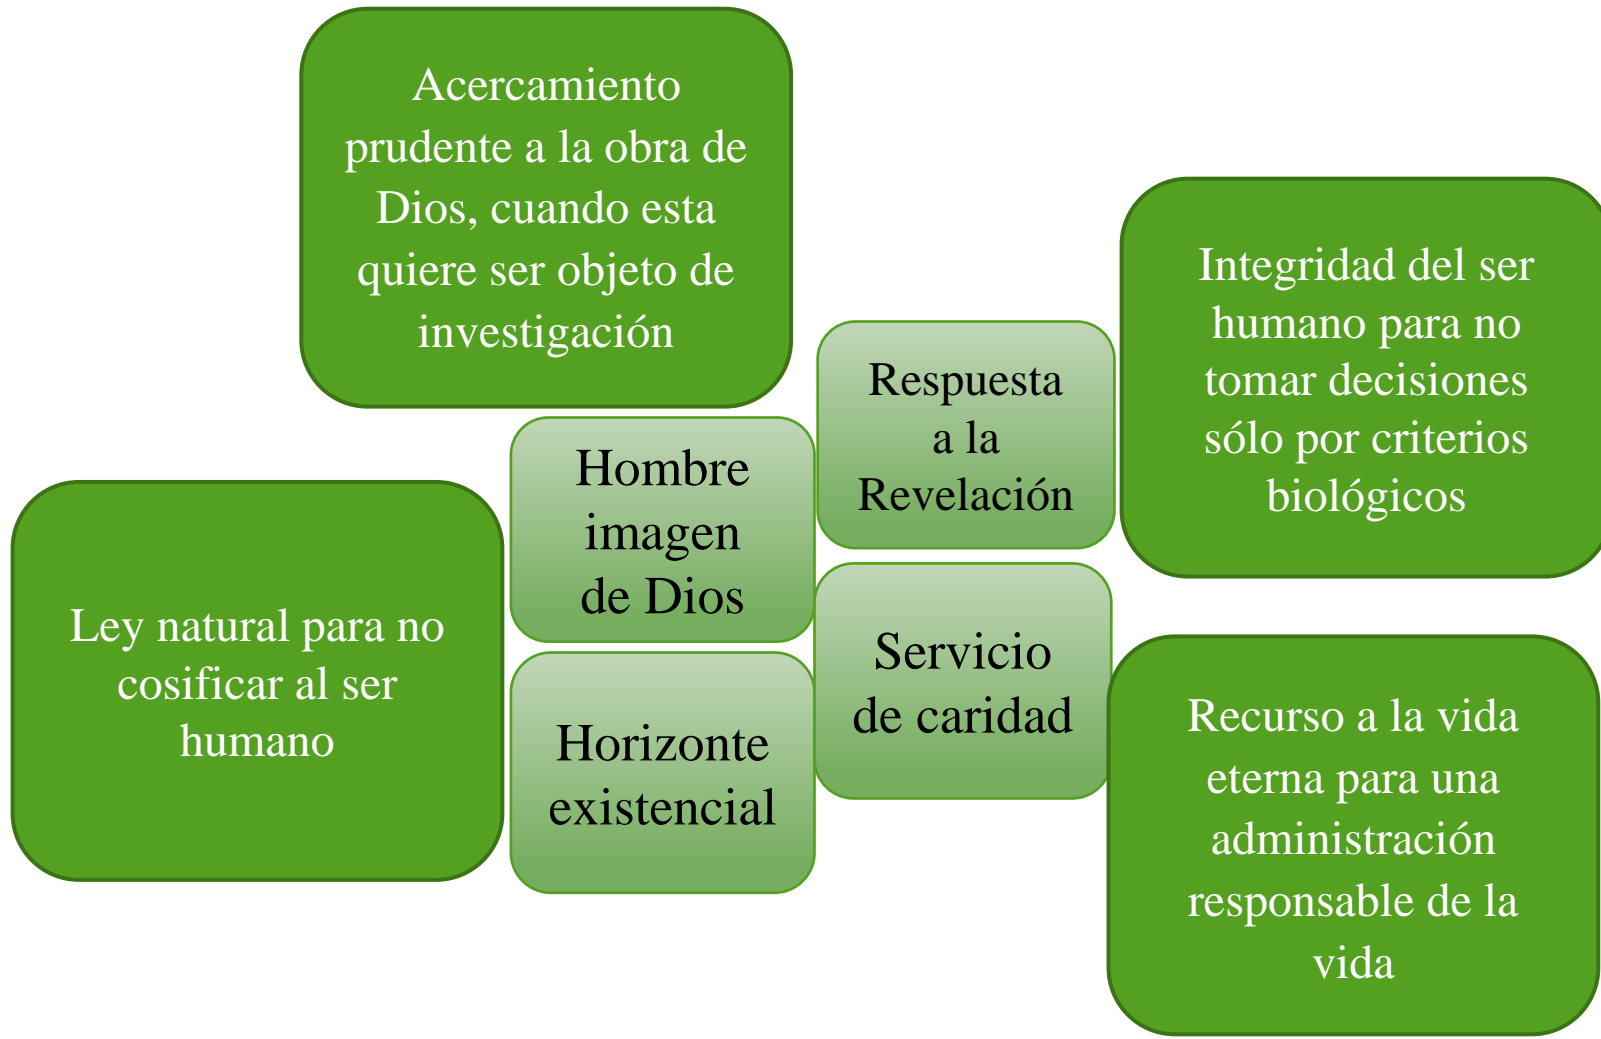 Acercamiento
prudente a la obra de
Dios, cuando esta
quiere ser objeto de
investigación
Integridad del ser
humano para no
tomar decisiones
sólo por criterios
biológicos
Respuesta
a la
Revelación
Hombre
imagen
de Dios
Ley natural para no
cosificar al ser
humano
Servicio
de caridad
Horizonte
existencial
Recurso a la vida
eterna para una
administración
responsable de la
vida